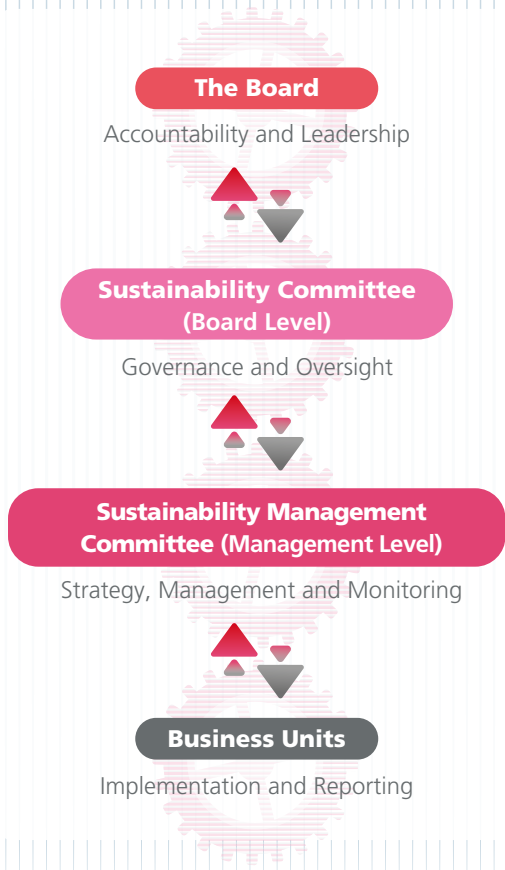 The Board
Accountability and Leadership
Sustainability Committee
(Board Level)
Governance and Oversight
Sustainability Management
Committee (Management Level)
Strategy, Management and Monitoring
Business Units
Implementation and Reporting